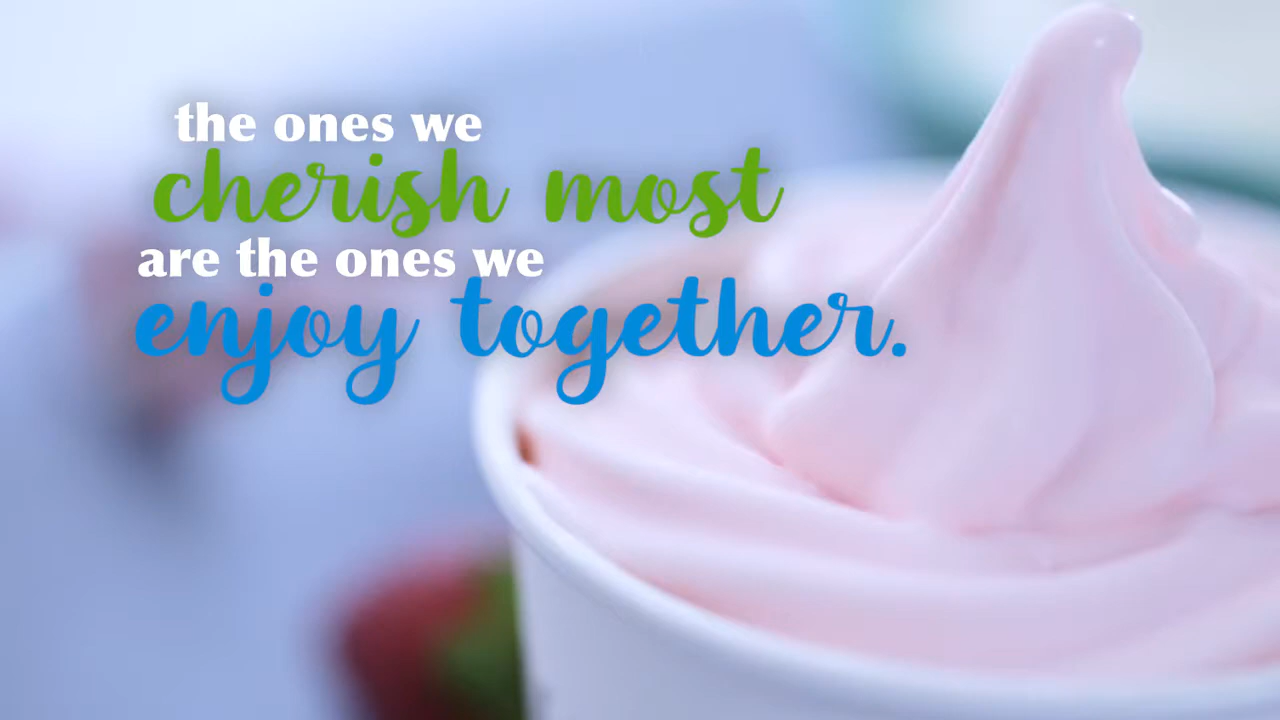 the ones we
cherish most
are the ones we
enjoy together.